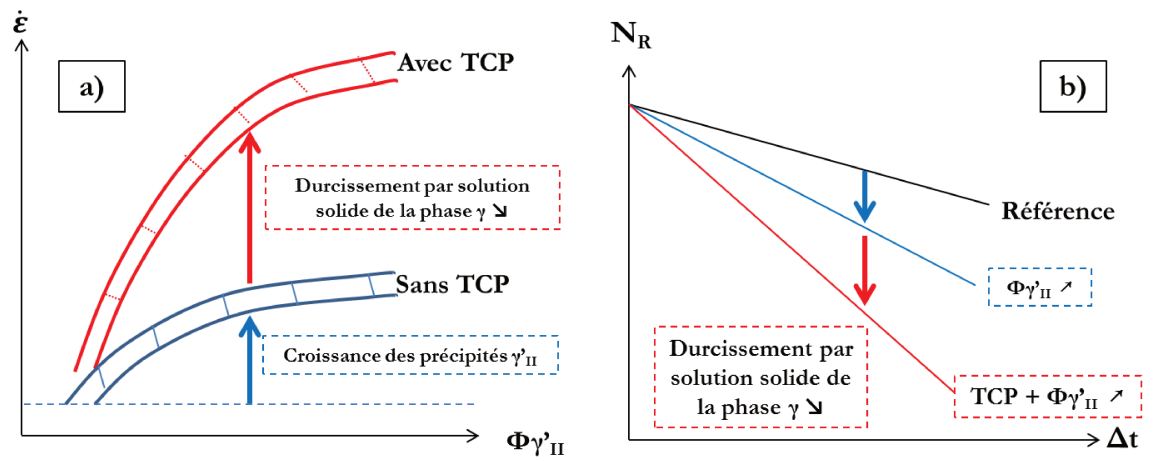 ε̇
a)
Avec TCP
Durcissement par solution
solide de la phase γ ↘
Sans TCP
Croissance des précipités γ'II
Φγ'II
NR
b)
Référence
Φγ'II ↗
Durcissement par
solution solide de
la phase γ ↘
TCP + Φγ'II ↗
Δt